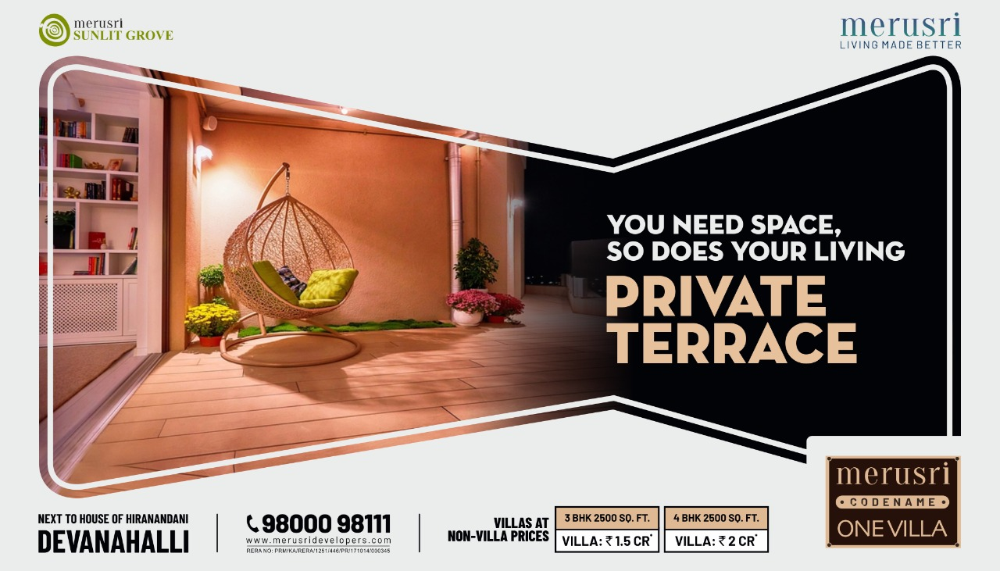 merusri
SUNLIT GROVE
merusri
LIVING MADE BETTER
YOU NEED SPACE,
SO DOES YOUR LIVING
PRIVATE
TERRACE
merusri
• CODENAME •
ONE VILLA
NEXT TO HOUSE OF HIRANANDANI
DEVANAHALLI
98000 98111
www.merusridevelopers.com
RERA NO: PRM/KA/RERA/1251/446/PR/171014/000345
VILLAS AT
NON-VILLA PRICES
3 BHK 2500 SQ. FT.
VILLA: ₹ 1.5 CR*
4 BHK 2500 SQ. FT.
VILLA: ₹ 2 CR*